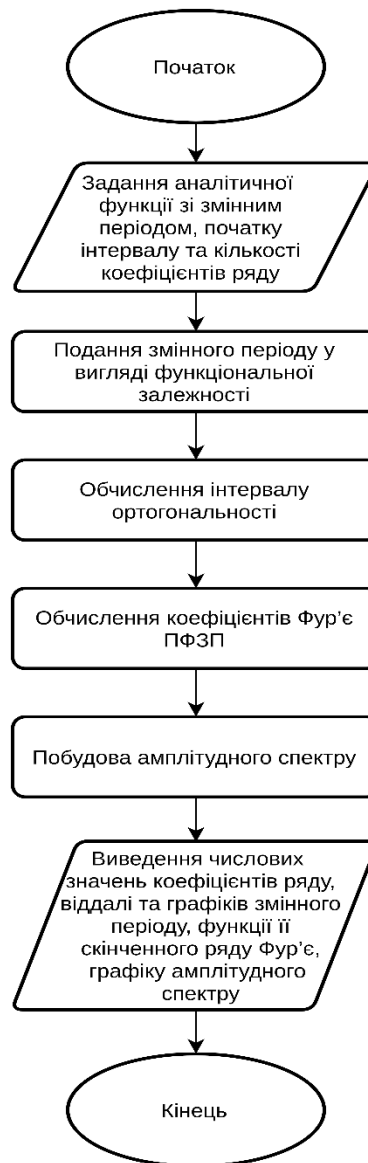 Початок
Задання аналітичної
функції зі змінним
періодом, початку
інтервалу та кількості
коефіцієнтів ряду
Подання змінного періоду у
вигляді функціональної
залежності
Обчислення інтервалу
ортогональності
Обчислення коефіцієнтів Фур’є
ПФЗП
Побудова амплітудного спектру
Виведення числових
значень коефіцієнтів ряду,
віддалі та графіків змінного
періоду, функції її
скінченного ряду Фур’є,
графіку амплітудного
спектру
Кінець